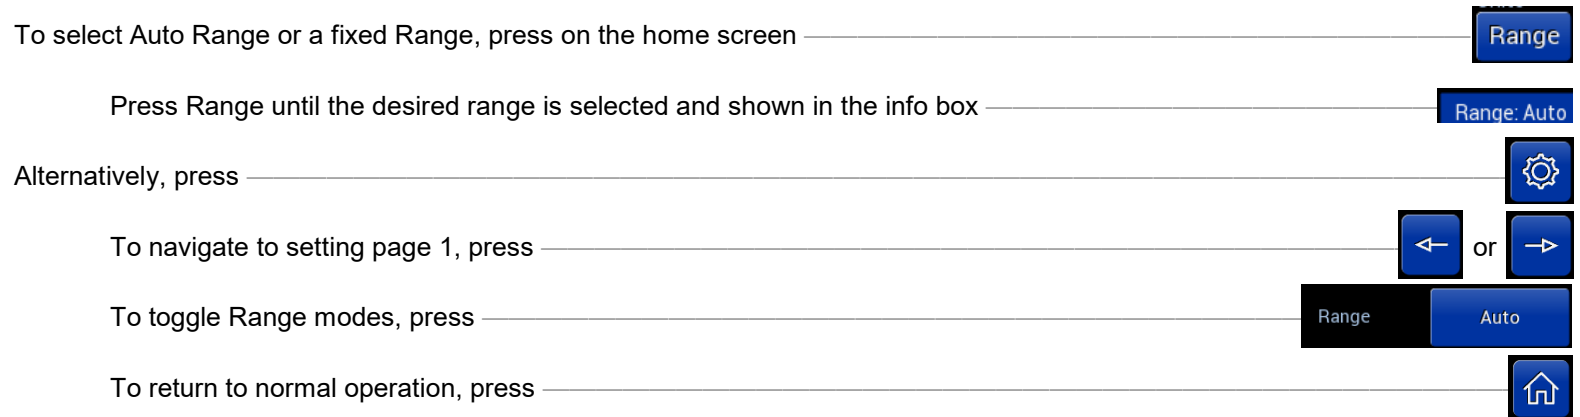 To select Auto Range or a fixed Range, press on the home screen Range
Press Range until the desired range is selected and shown in the info box Range: Auto
Alternatively, press
To navigate to setting page 1, press or
To toggle Range modes, press Range Auto
To return to normal operation, press